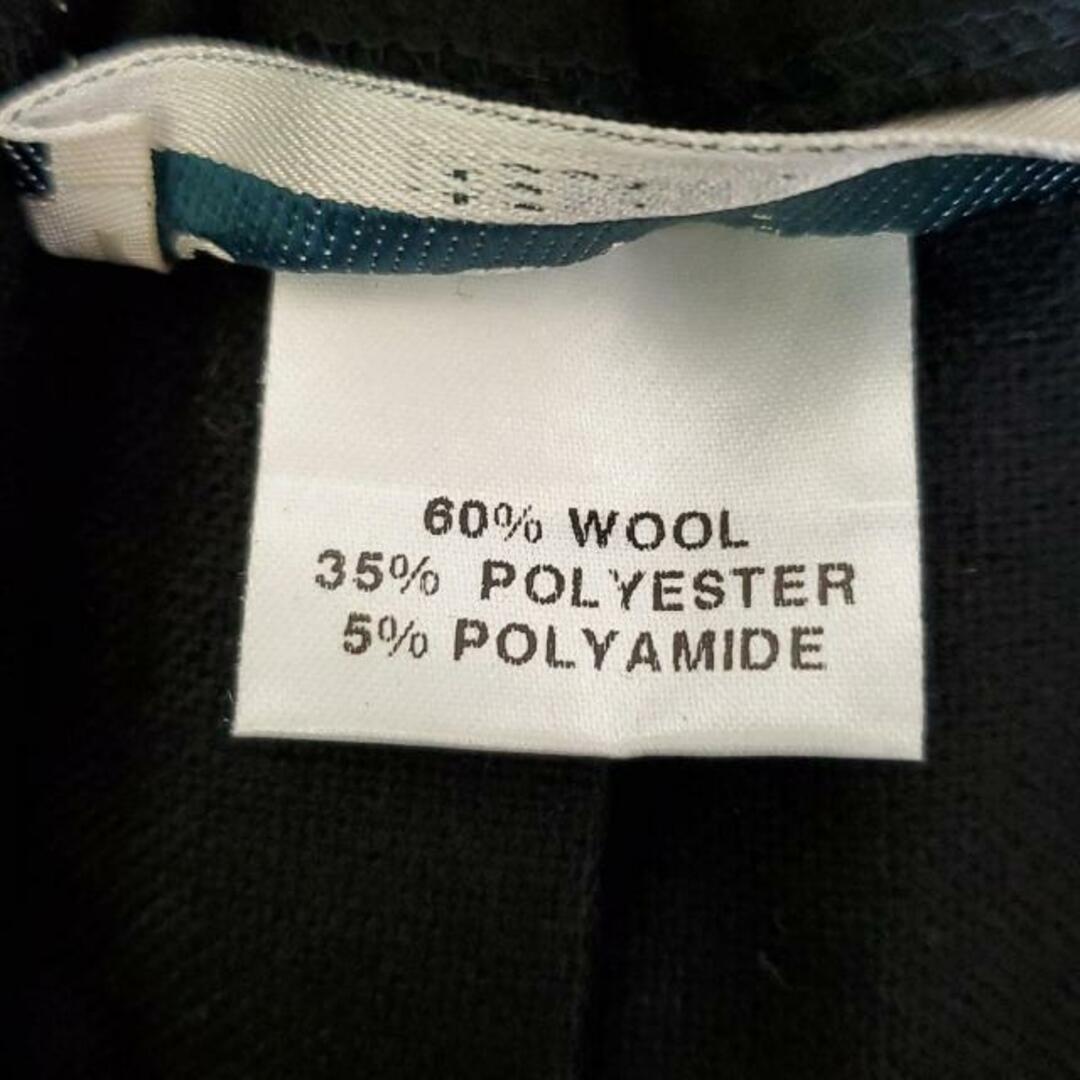 60% WOOL
35% POLYESTER
5% POLYAMIDE